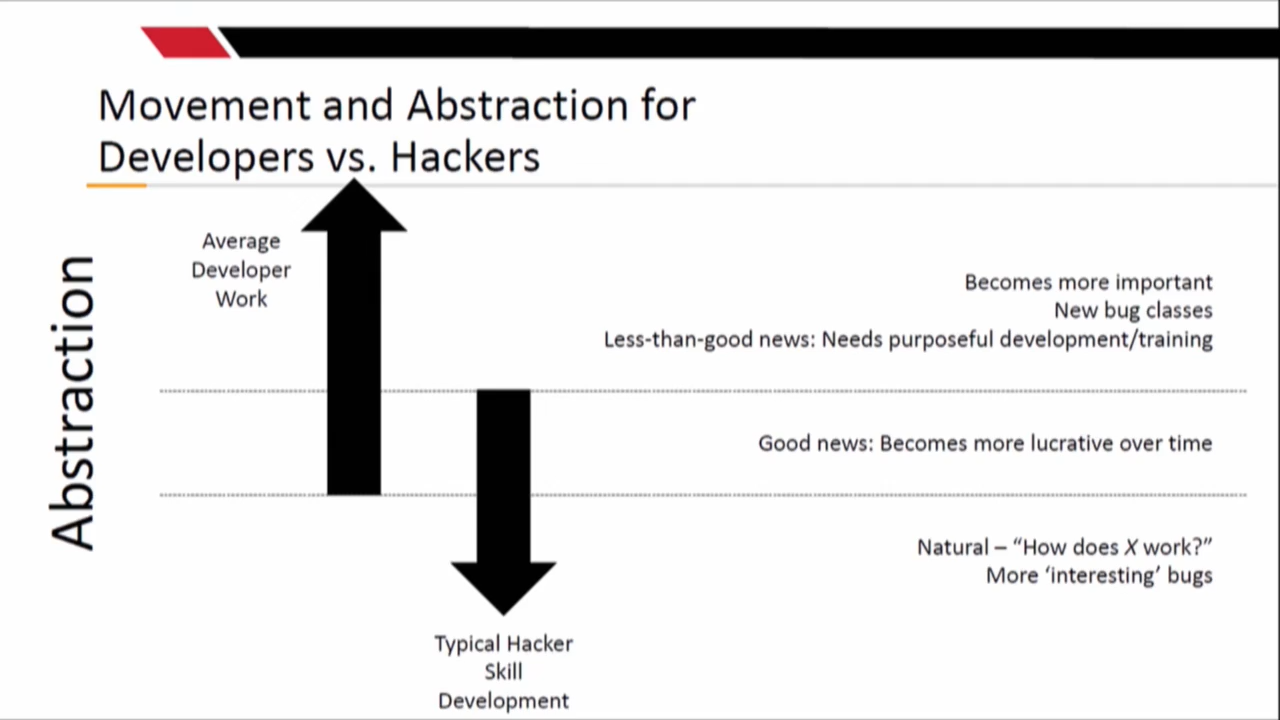 Movement and Abstraction for
Developers vs. Hackers
Abstraction
Average
Developer
Work
Becomes more important
New bug classes
Less-than-good news: Needs purposeful development/training
Good news: Becomes more lucrative over time
Natural – “How does X work?”
More ‘interesting’ bugs
Typical Hacker
Skill
Development